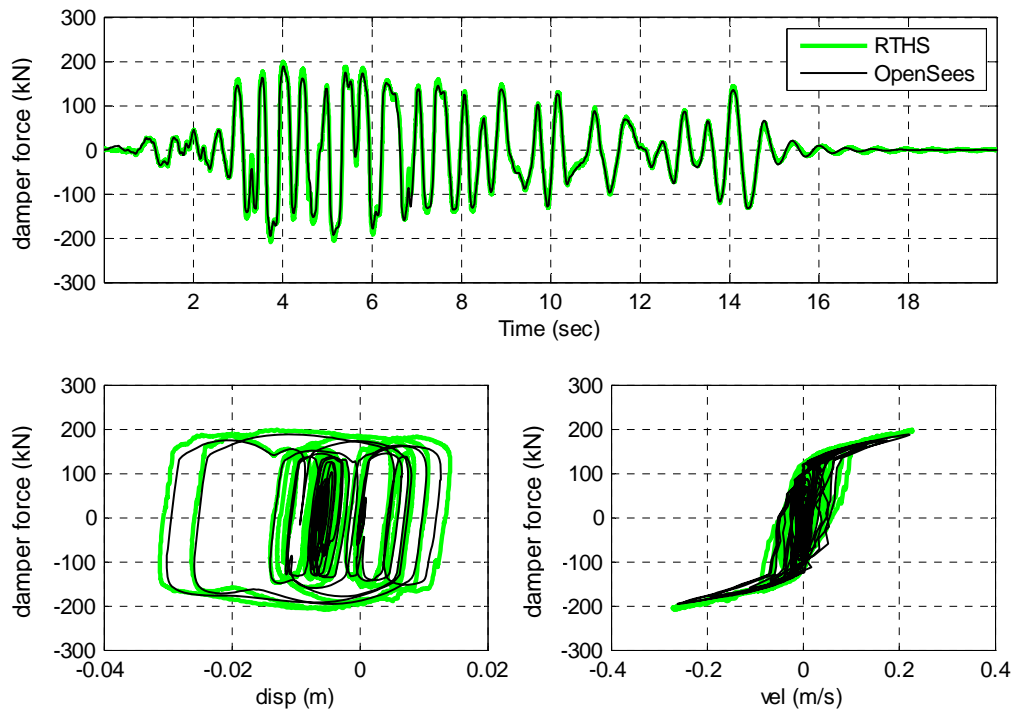 300
200
100
0
-100
-200
-300
damper force (kN)
RTHS
OpenSees
2 4 6 8 10 12 14 16 18
Time (sec)
300
200
100
0
-100
-200
-300
damper force (kN)
-0.04 -0.02 0 0.02
disp (m)
300
200
100
0
-100
-200
-300
damper force (kN)
-0.4 -0.2 0 0.2 0.4
vel (m/s)